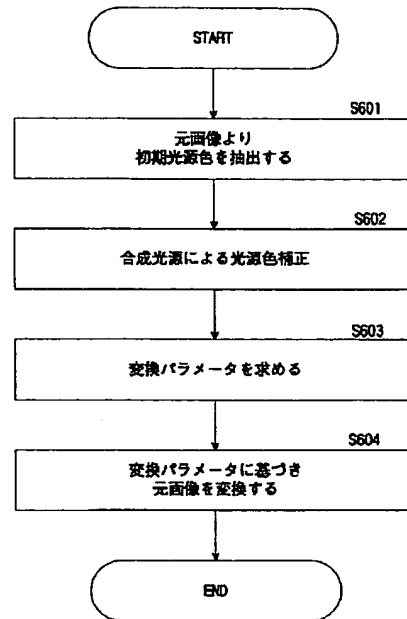 START
S601
元画像より
初期光源色を抽出する
S602
合成光源による光源色補正
S603
変換パラメータを求める
S604
変換パラメータに基づき
元画像を変換する
END